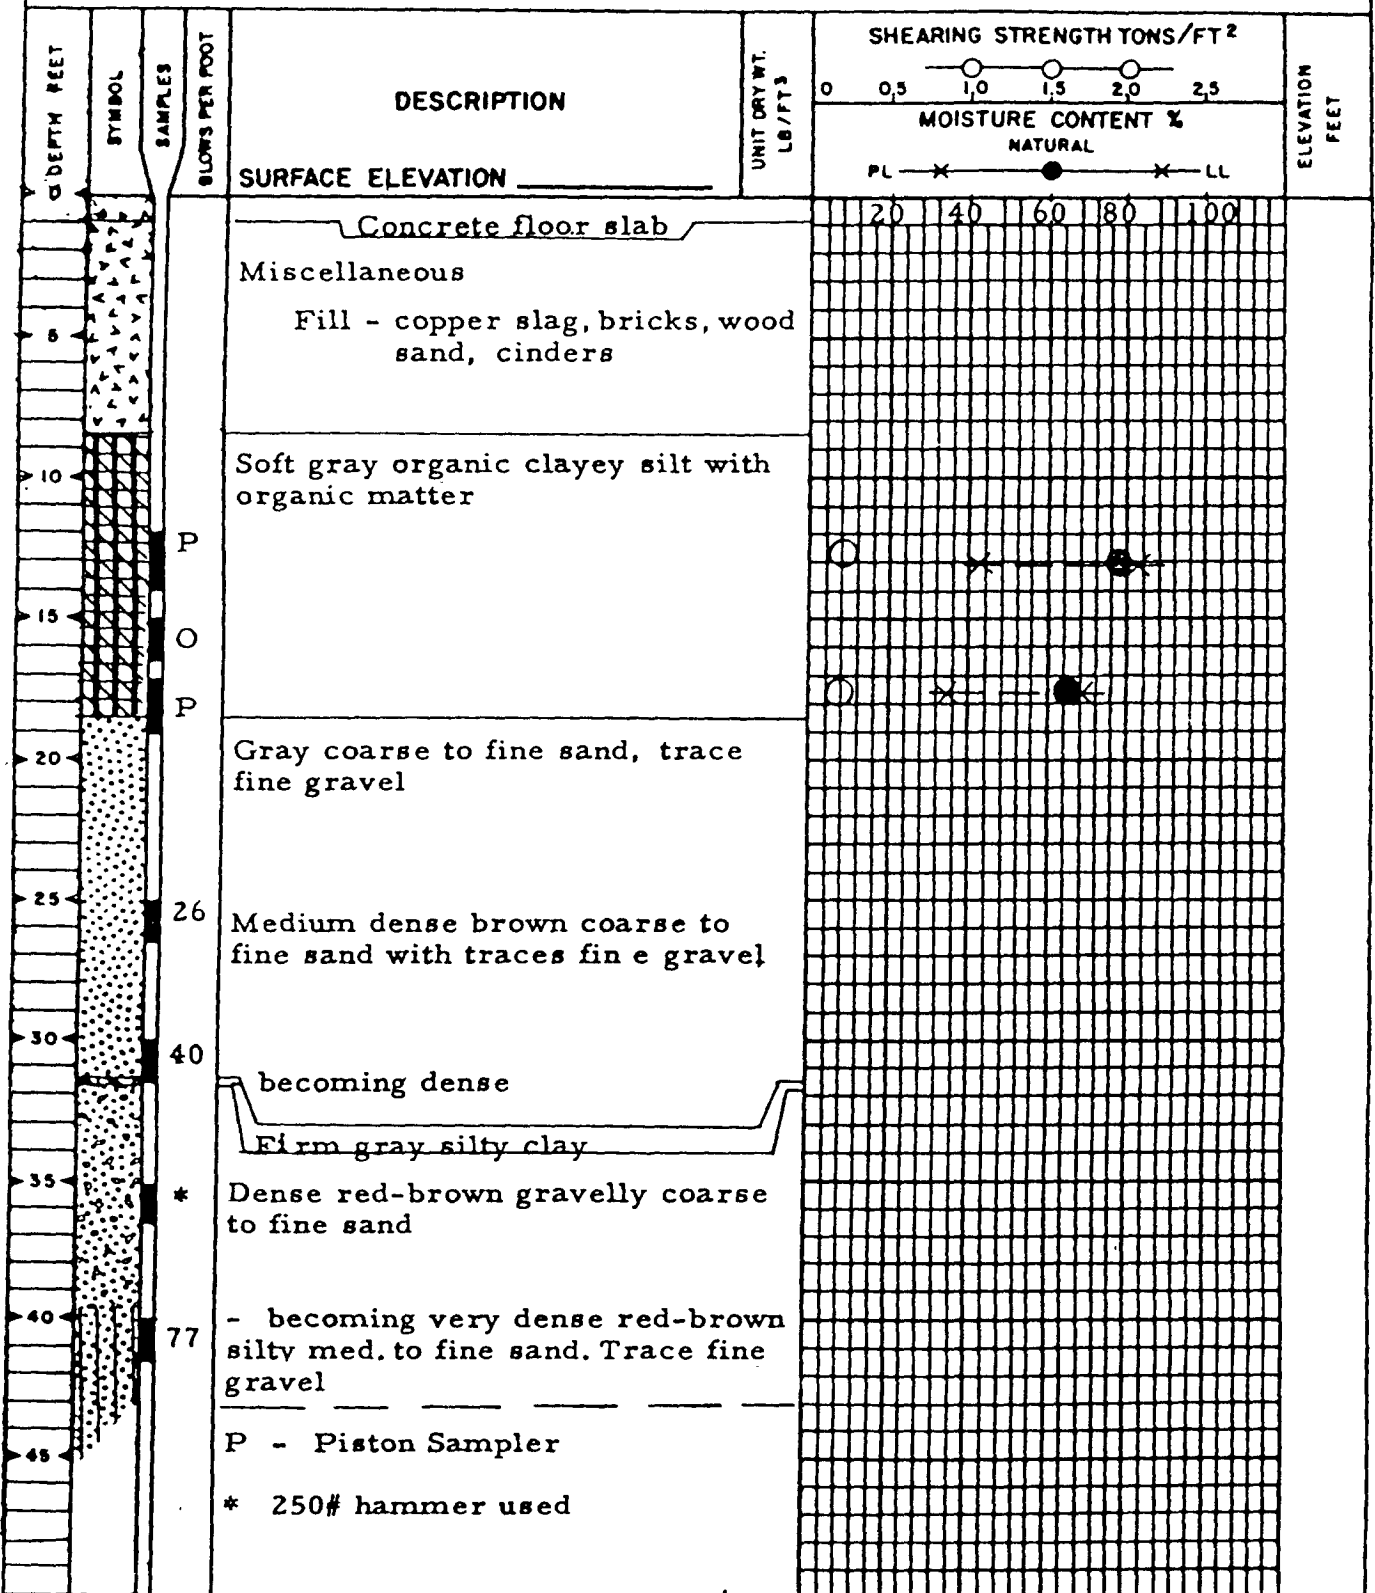 DEPTH FEET
SYMBOL
SAMPLES
BLOWS PER FOOT
DESCRIPTION
SURFACE ELEVATION
UNIT DRY WT.
LB/FT3
SHEARING STRENGTH TONS/FT2
0 0.5 1.0 1.5 2.0 2.5
MOISTURE CONTENT %
NATURAL
PL LL
ELEVATION
FEET
0
20 40 60 80 100
Concrete floor slab
Miscellaneous
5
Fill - copper slag, bricks, wood
sand, cinders
10
Soft gray organic clayey silt with
organic matter
P
15
O
P
20
Gray coarse to fine sand, trace
fine gravel
25
26
Medium dense brown coarse to
fine sand with traces fin e gravel
30
40
becoming dense
Firm gray silty clay
35
*
Dense red-brown gravelly coarse
to fine sand
40
77
- becoming very dense red-brown
silty med. to fine sand. Trace fine
gravel
45
P - Piston Sampler
* 250# hammer used